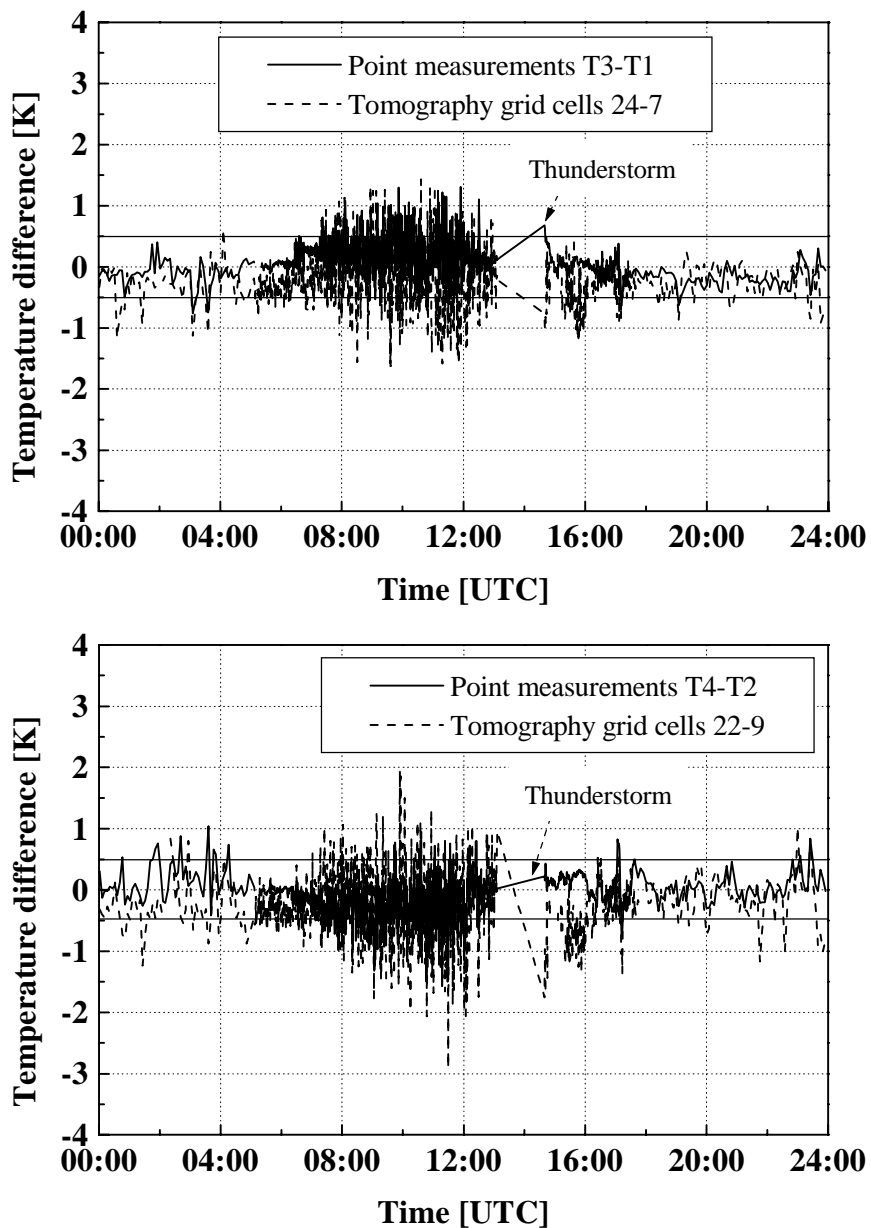 4
3
2
1
0
-1
-2
-3
-4
Temperature difference [K]
Point measurements T3-T1
Tomography grid cells 24-7
Thunderstorm
00:00 04:00 08:00 12:00 16:00 20:00 24:00
Time [UTC]
4
3
2
1
0
-1
-2
-3
-4
Temperature difference [K]
Point measurements T4-T2
Tomography grid cells 22-9
Thunderstorm
00:00 04:00 08:00 12:00 16:00 20:00 24:00
Time [UTC]